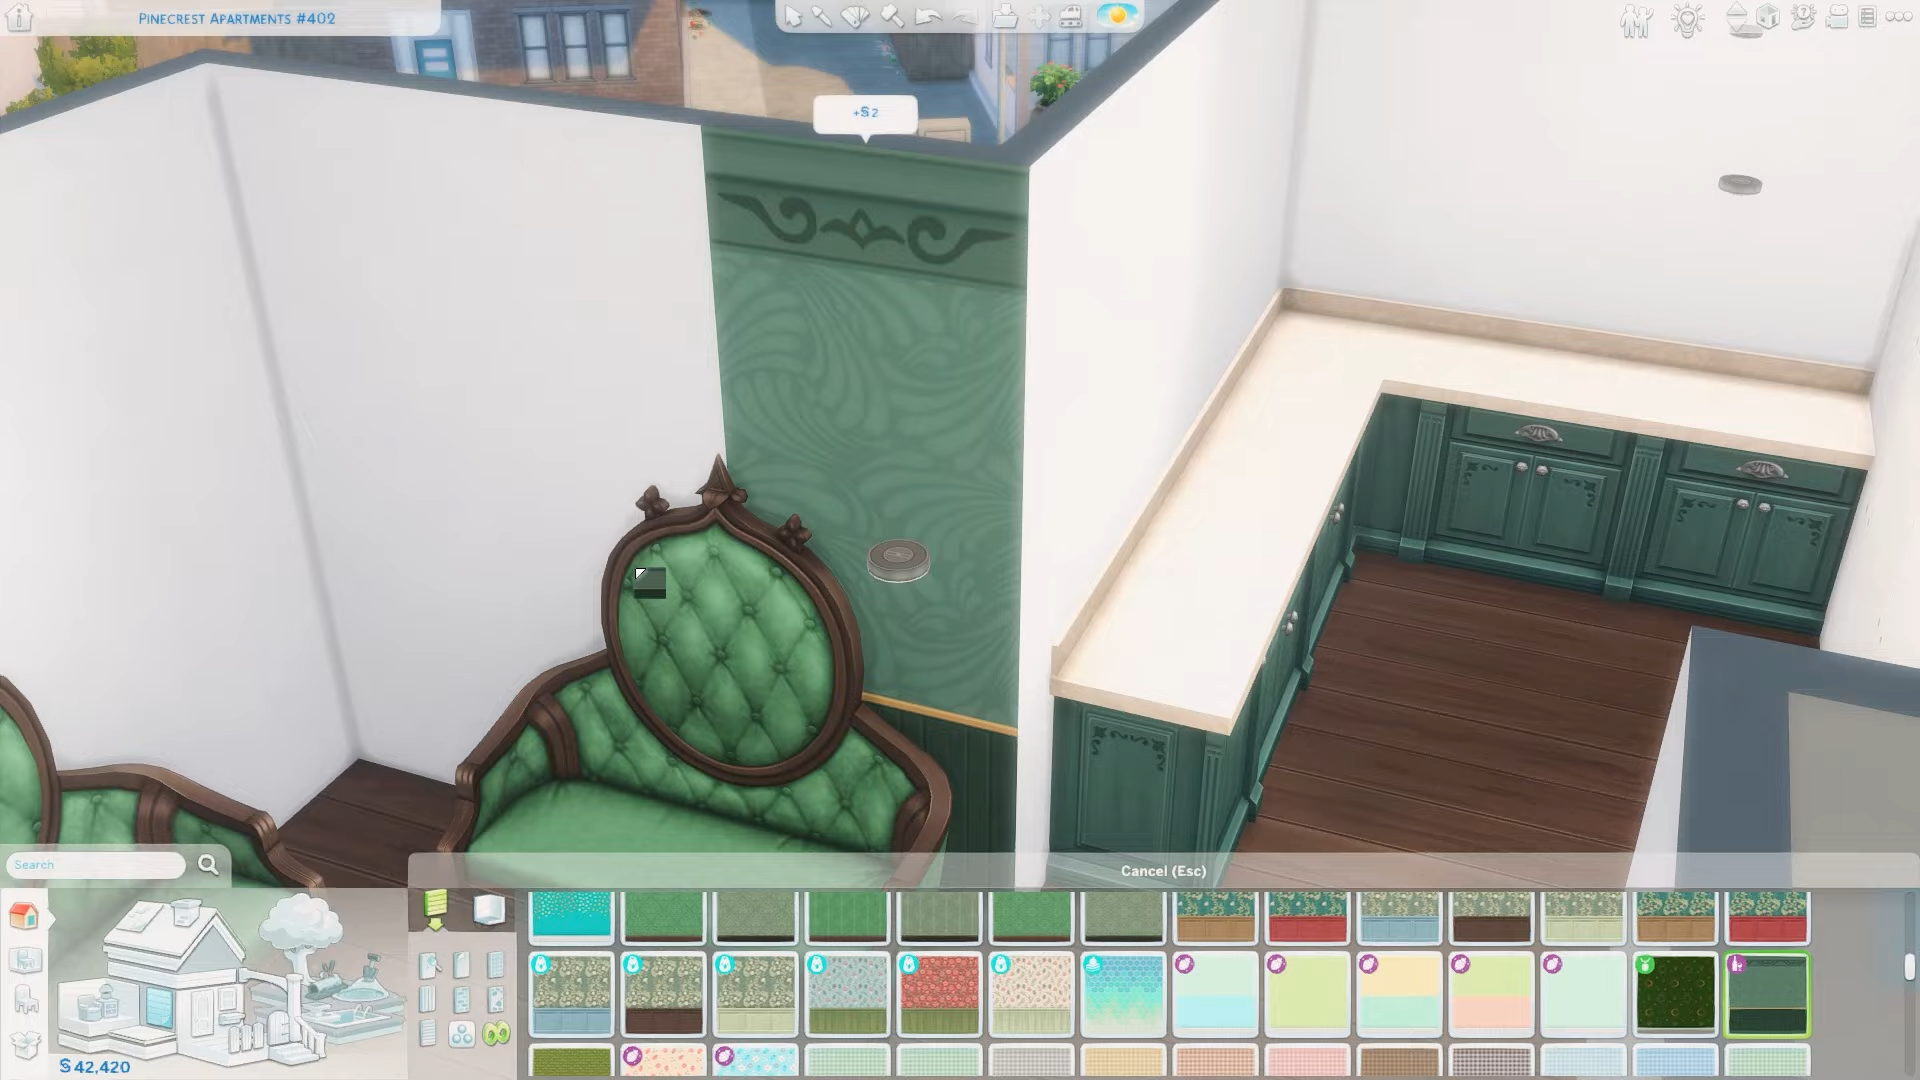 PINECREST APARTMENTS #402
+§2
Search
Cancel (Esc)
§42,420